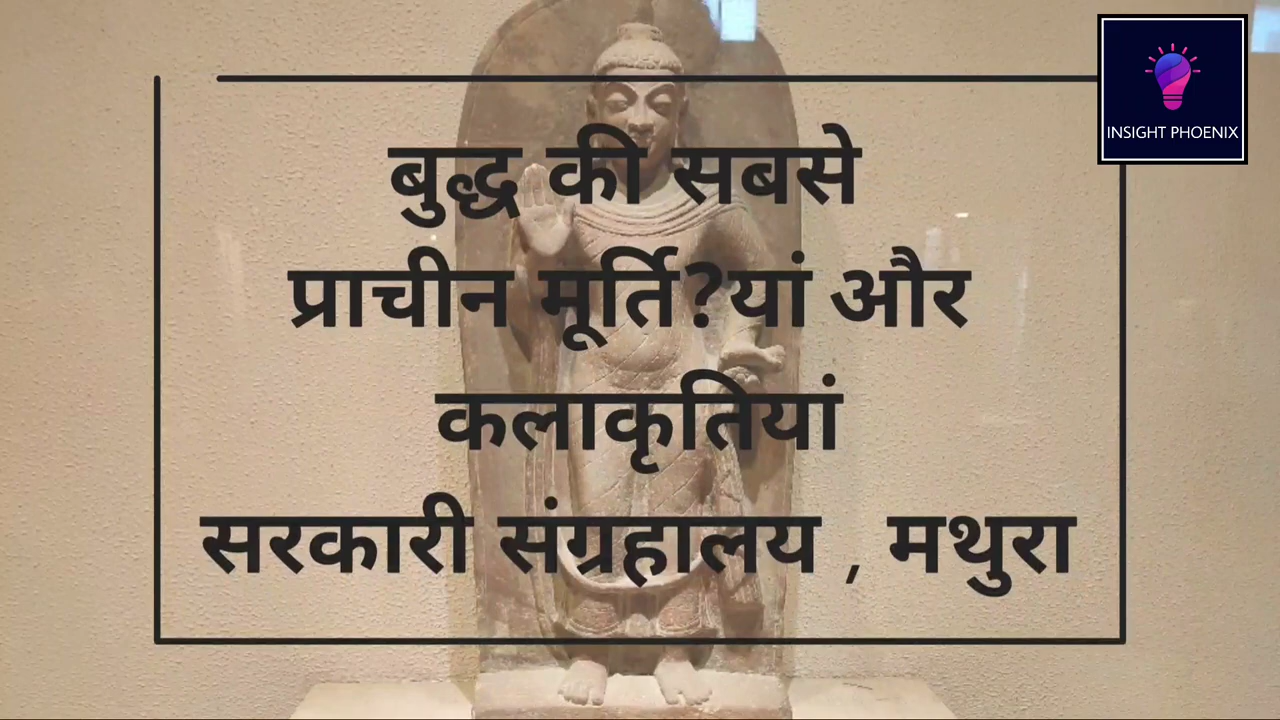 बुद्ध की सबसे
प्राचीन मूर्ति?यां और
कलाकृतियां
सरकारी संग्रहालय , मथुरा
INSIGHT PHOENIX